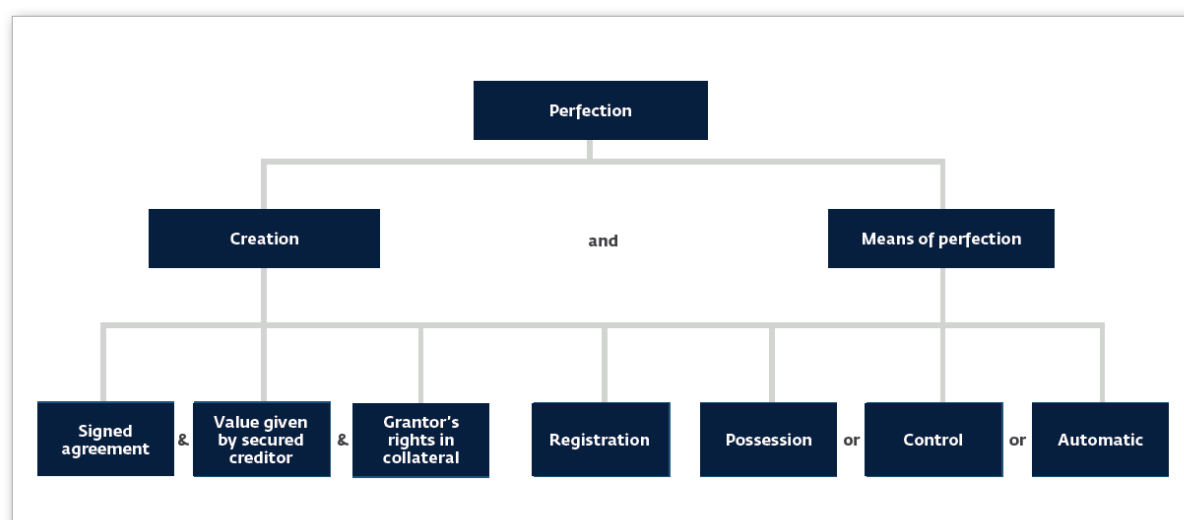 Perfection
Creation
and
Means of perfection
Signed
agreement
&
Value given
by secured
creditor
&
Grantor's
rights in
collateral
Registration
Possession
or
Control
or
Automatic